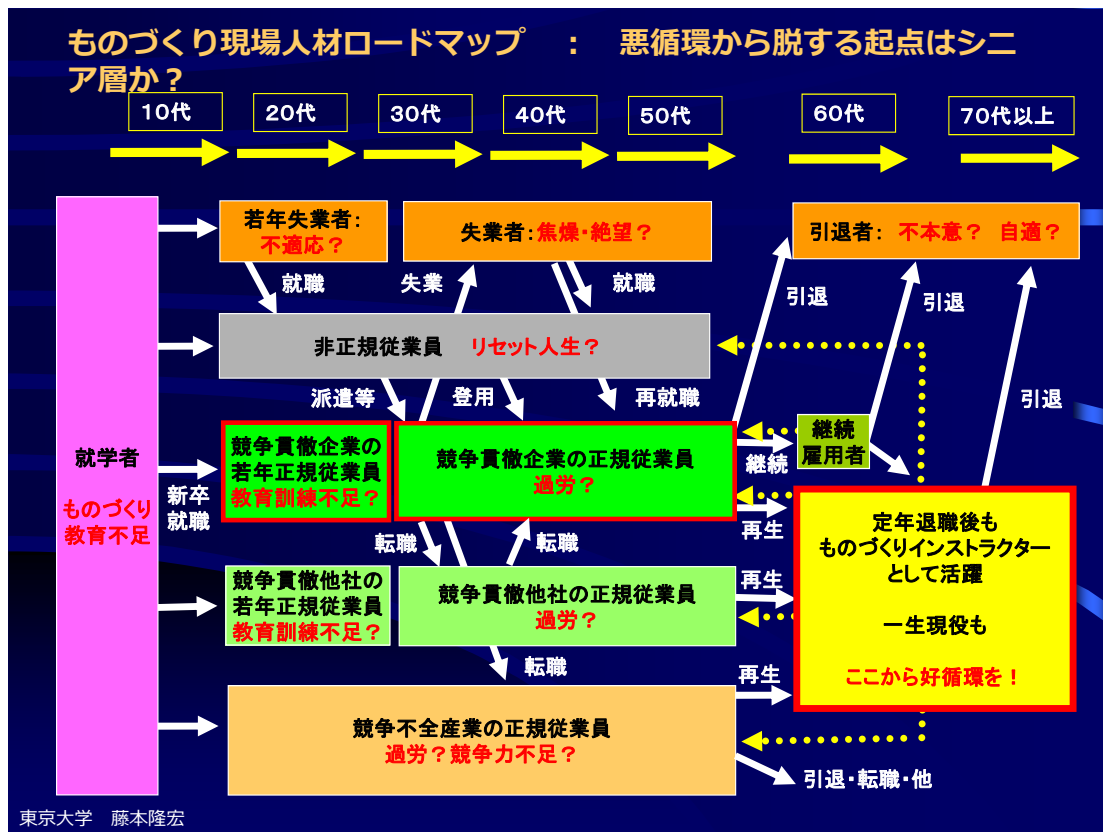 ものづくり現場人材ロードマップ ： 悪循環から脱する起点はシニ
ア層か？
10代
20代
30代
40代
50代
60代
70代以上
若年失業者：
不適応？
失業者：焦燥・絶望？
引退者： 不本意？ 自適？
就職
失業
就職
引退
引退
引退
非正規従業員 リセット人生？
派遣等
登用
再就職
就学者
ものづくり
教育不足
新卒
就職
競争貫徹企業の
若年正規従業員
教育訓練不足？
競争貫徹企業の正規従業員
過労？
継続
継続
雇用者
再生
転職
転職
定年退職後も
ものづくりインストラクター
として活躍
一生現役も
ここから好循環を！
競争貫徹他社の
若年正規従業員
教育訓練不足？
競争貫徹他社の正規従業員
過労？
再生
転職
再生
競争不全産業の正規従業員
過労？競争力不足？
引退・転職・他
東京大学 藤本隆宏